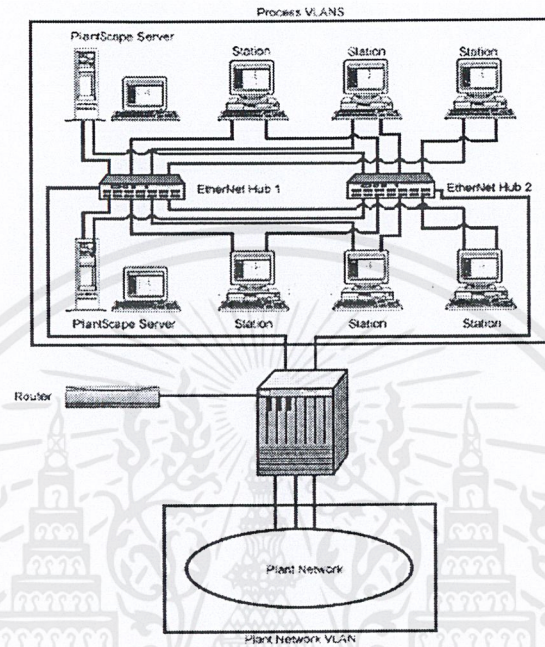 Process VLANS
PlantScape Server
Station
Station
Station
EtherNet Hub 1
EtherNet Hub 2
PlantScape Server
Station
Station
Station
Router
Plant Network
Plant Network VLAN